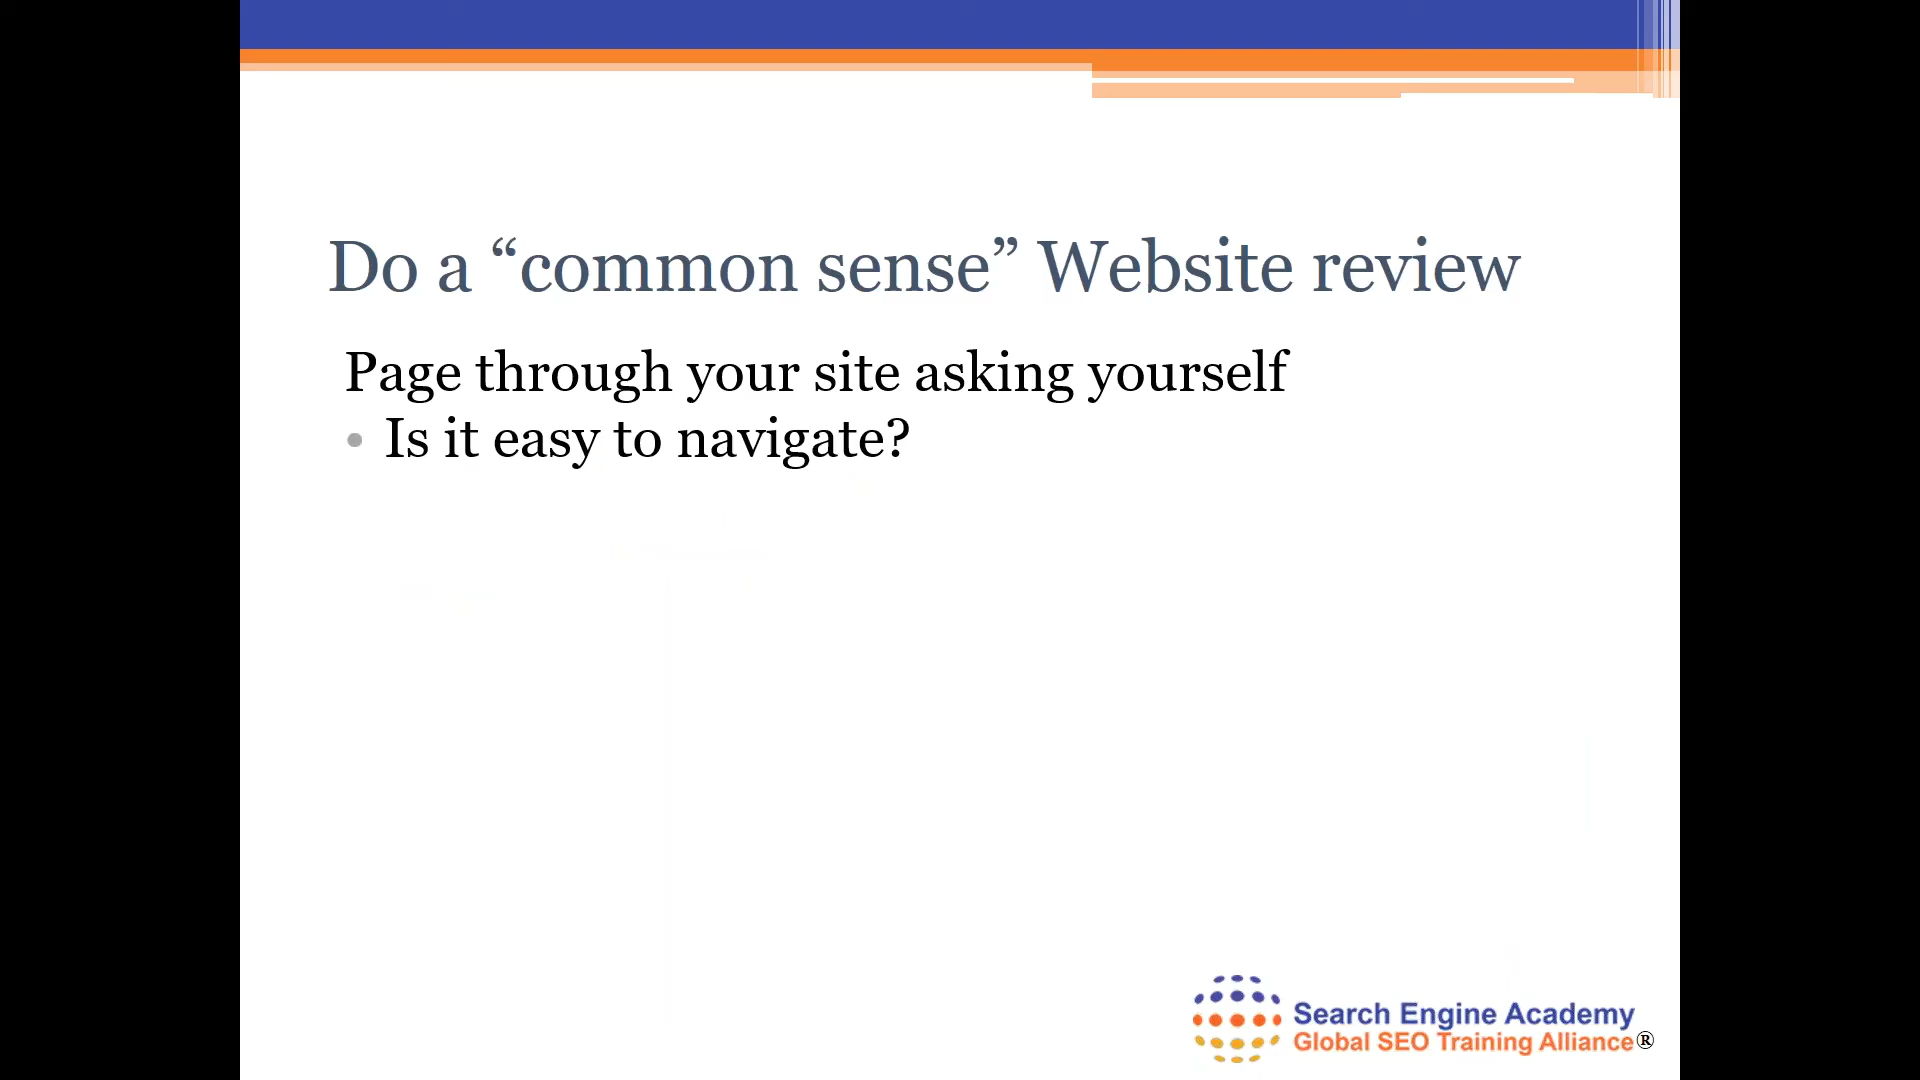 Do a “common sense” Website review
Page through your site asking yourself
• Is it easy to navigate?
Search Engine Academy
Global SEO Training Alliance®